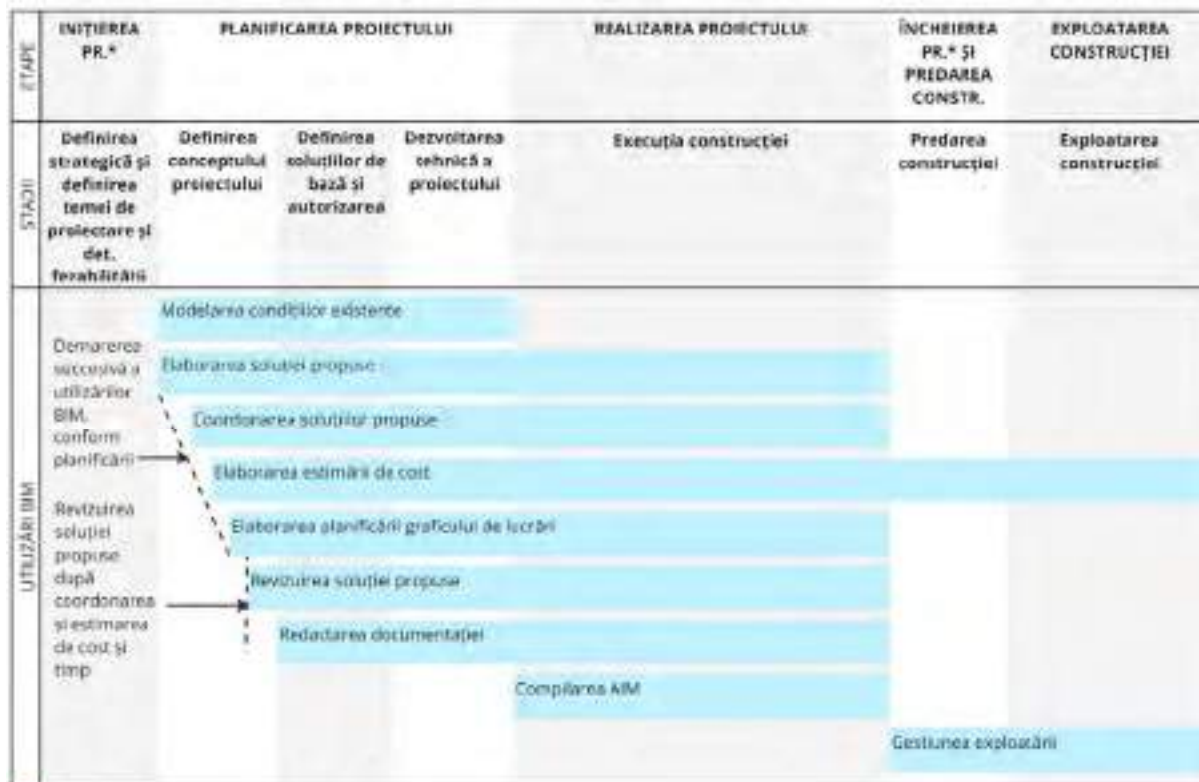 ETAPE
INIȚIEREA
PR.*
PLANIFICAREA PROIECTULUI
REALIZAREA PROIECTULUI
ÎNCHEIEREA
PR.* ȘI
PREDAREA
CONSTR.
EXPLOATAREA
CONSTRUCȚIEI
STADII
Definirea
strategică și
definirea
temei de
proiectare și
det.
fezabilității
Definirea
conceptului
proiectului
Definirea
soluțiilor de
bază și
autorizarea
Dezvoltarea
tehnică a
proiectului
Execuția construcției
Predarea
construcției
Exploatarea
construcției
UTILIZĂRI BIM
Demarerea
succesivă a
utilizărilor
BIM,
conform
planificării
Revizuirea
soluției
propuse
după
coordonarea
și estimarea
de cost și
timp
Modelarea condițiilor existente
Elaborarea soluției propuse
Coordonarea soluțiilor propuse
Elaborarea estimării de cost
Elaborarea planificării graficului de lucrări
Revizuirea soluției propuse
Redactarea documentației
Compilarea AIM
Gestiunea exploatării